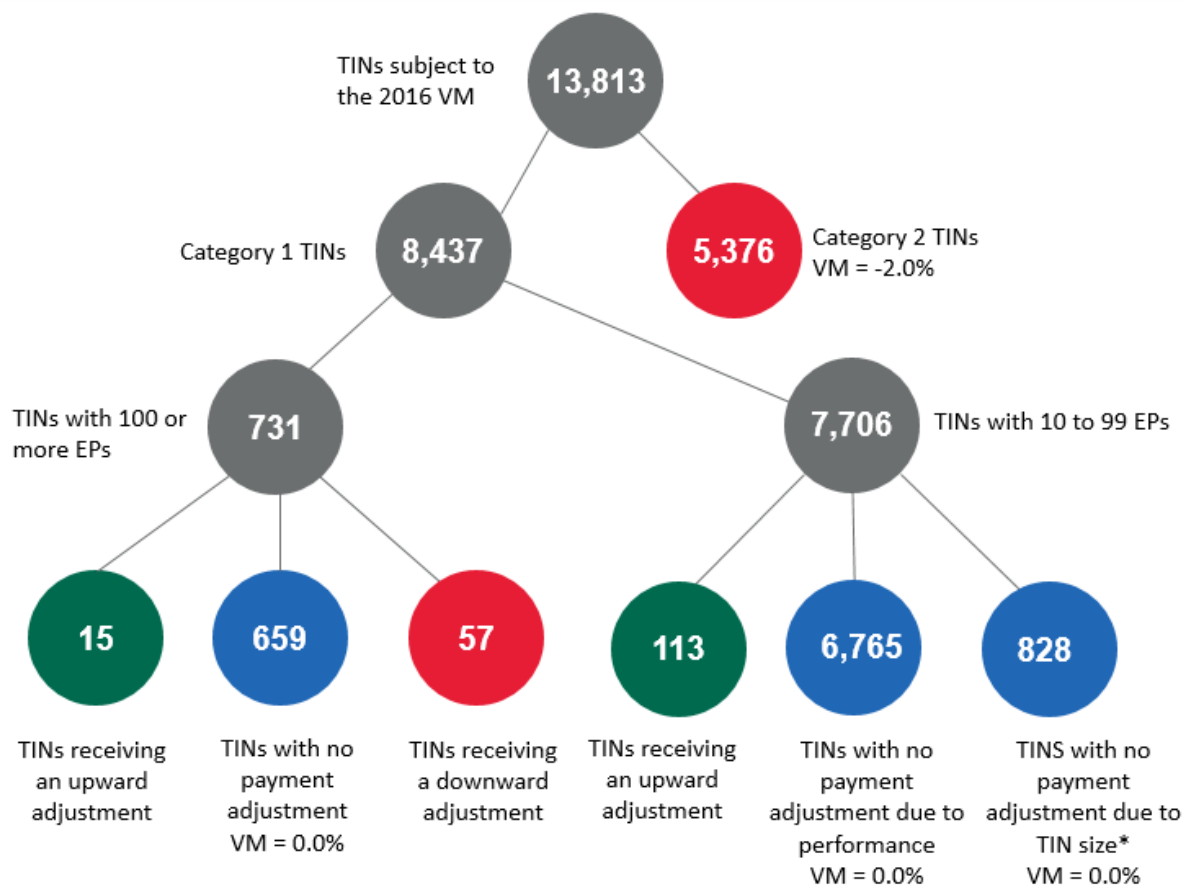 TINs subject to
the 2016 VM
13,813
Category 1 TINs
8,437
5,376
Category 2 TINs
VM = -2.0%
TINs with 100 or
more EPs
731
7,706
TINs with 10 to 99 EPs
15
659
57
113
6,765
828
TINs receiving
an upward
adjustment
TINs with no
payment
adjustment
VM = 0.0%
TINs receiving
a downward
adjustment
TINs receiving
an upward
adjustment
TINs with no
payment
adjustment due to
performance
VM = 0.0%
TINS with no
payment
adjustment due to
TIN size*
VM = 0.0%